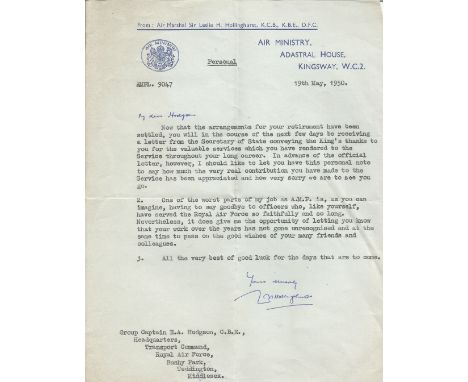 From: Air Marshal Sir Leslie N. Hollinghurst, K.C.B., K.B.E., D.F.C.
AIR MINISTRY
AIR MINISTRY,
ADASTRAL HOUSE,
KINGSWAY, W.C.2.
Personal
AMPL. 9047
19th May, 1950.
My dear Hodgson
Now that the arrangements for your retirement have been
settled, you will in the course of the next few days be receiving
a letter from the Secretary of State conveying the King's thanks to
you for the valuable services which you have rendered to the
Service throughout your long career. In advance of the official
letter, however, I should like to let you have this personal note
to say how much the very real contribution you have made to the
Service has been appreciated and how very sorry we are to see you
go.
2. One of the worst parts of my job as A.M.P. is, as you can
imagine, having to say goodbye to officers who, like yourself,
have served the Royal Air Force so faithfully and so long.
Nevertheless, it does give me the opportunity of letting you know
that your work over the years has not gone unrecognised and at the
same time to pass on the good wishes of your many friends and
colleagues.
3. All the very best of good luck for the days that are to come.
Yours sincerely
Group Captain E.A. Hodgson, C.B.E.,
Headquarters,
Transport Command,
Royal Air Force,
Bushy Park,
Teddington,
Middlesex.